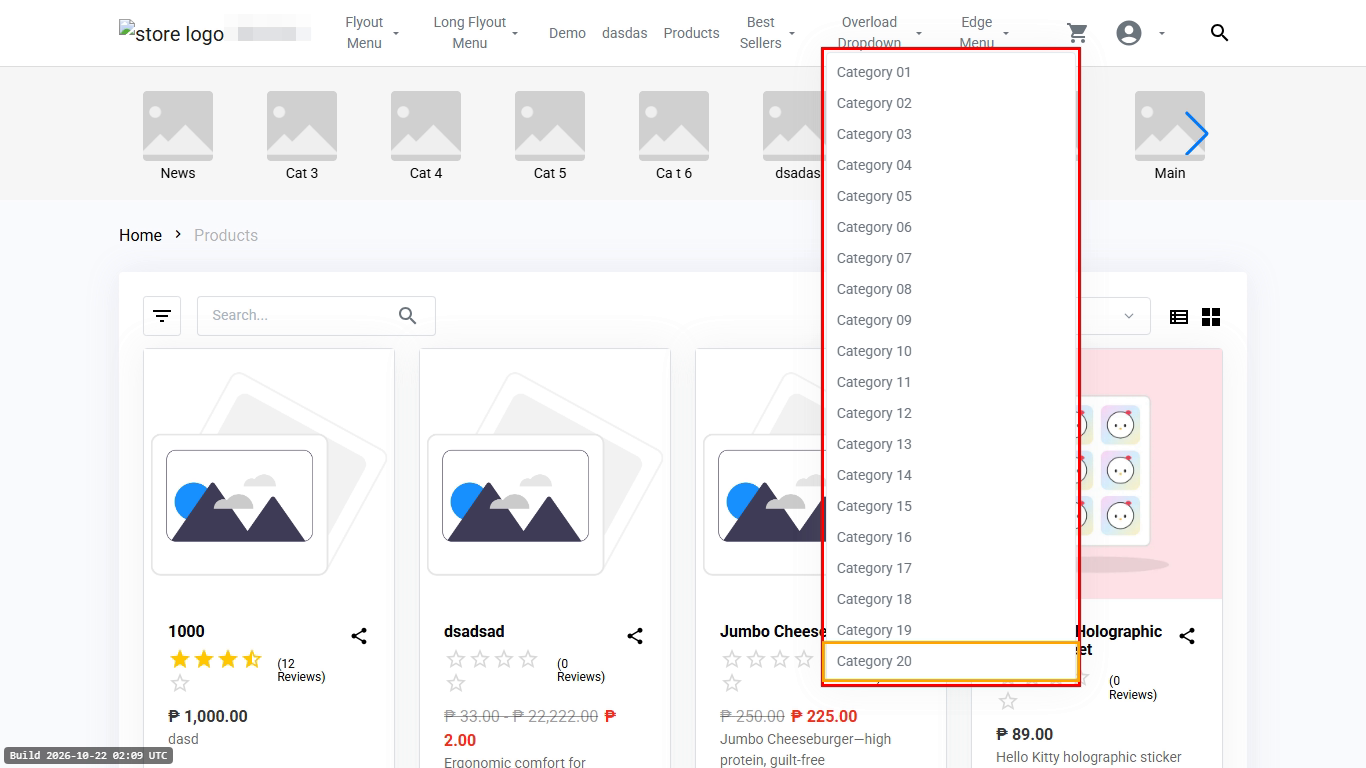 store logo
Flyout
Menu
Long Flyout
Menu
Demo
dasdas
Products
Best
Sellers
Overload
Dropdown
Edge
Menu
News
Cat 3
Cat 4
Cat 5
Ca t 6
dsadas
Main
Category 01
Category 02
Category 03
Category 04
Category 05
Category 06
Category 07
Category 08
Category 09
Category 10
Category 11
Category 12
Category 13
Category 14
Category 15
Category 16
Category 17
Category 18
Category 19
Category 20
Home
Products
Search...
1000
(12
Reviews)
₱ 1,000.00
dasd
dsadsad
(0
Reviews)
₱ 33.00 - ₱ 22,222.00 ₱
2.00
Ergonomic comfort for
Jumbo Cheese
₱ 250.00 ₱ 225.00
Jumbo Cheeseburger—high
protein, guilt-free
Holographic
(0
Reviews)
₱ 89.00
Hello Kitty holographic sticker
Build 2026-10-22 02:09 UTC